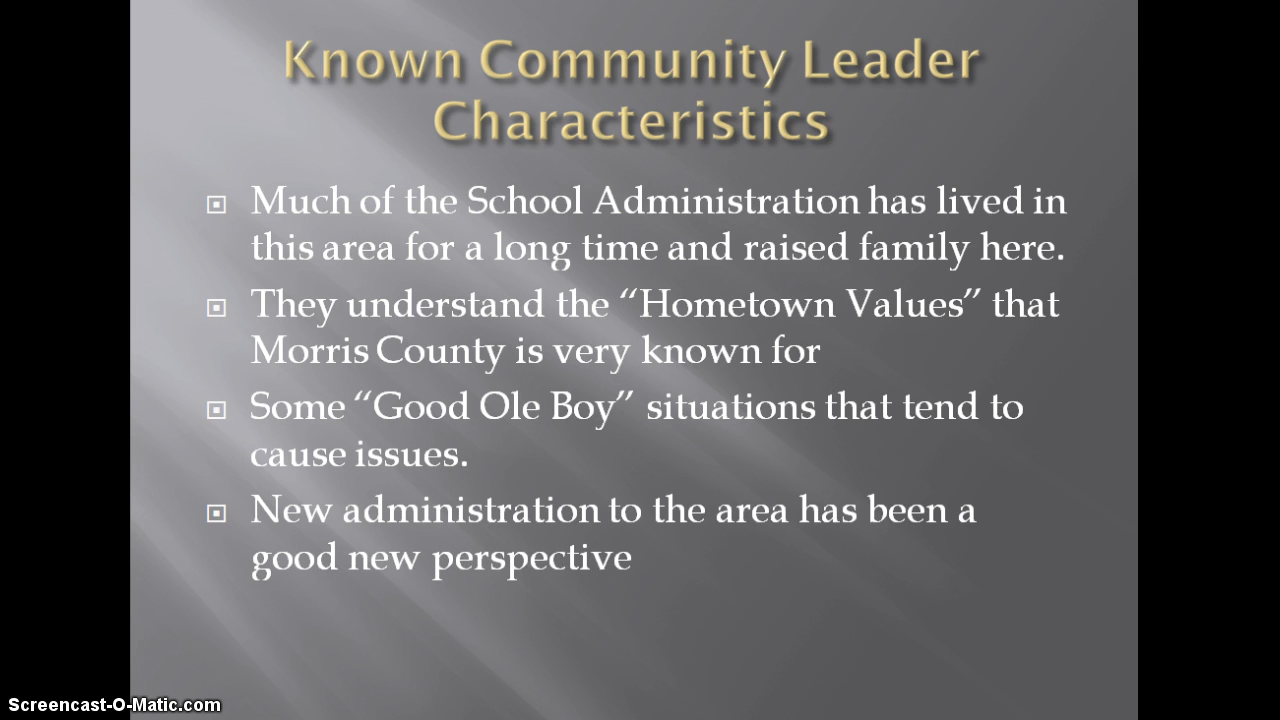 Known Community Leader
Characteristics
Much of the School Administration has lived in
this area for a long time and raised family here.
They understand the “Hometown Values” that
Morris County is very known for
Some “Good Ole Boy” situations that tend to
cause issues.
New administration to the area has been a
good new perspective
Screencast-O-Matic.com